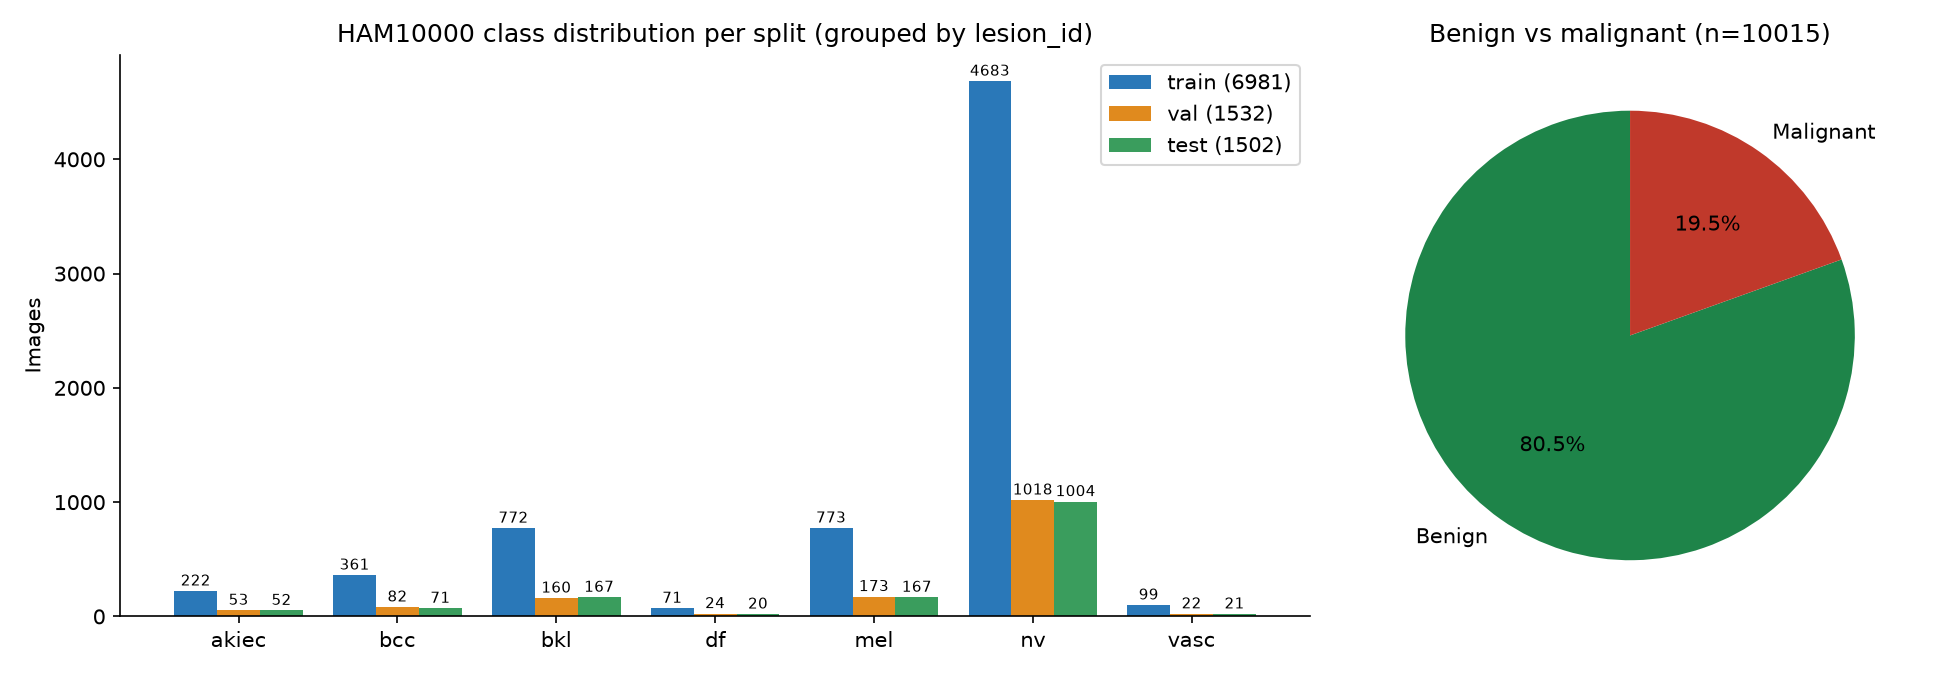 HAM10000 class distribution per split (grouped by lesion_id)
Images
4000
3000
2000
1000
0
train (6981)
val (1532)
test (1502)
222
53
52
361
82
71
772
160
167
71
24
20
773
173
167
4683
1018
1004
99
22
21
akiec
bcc
bkl
df
mel
nv
vasc
Benign vs malignant (n=10015)
Malignant
19.5%
80.5%
Benign